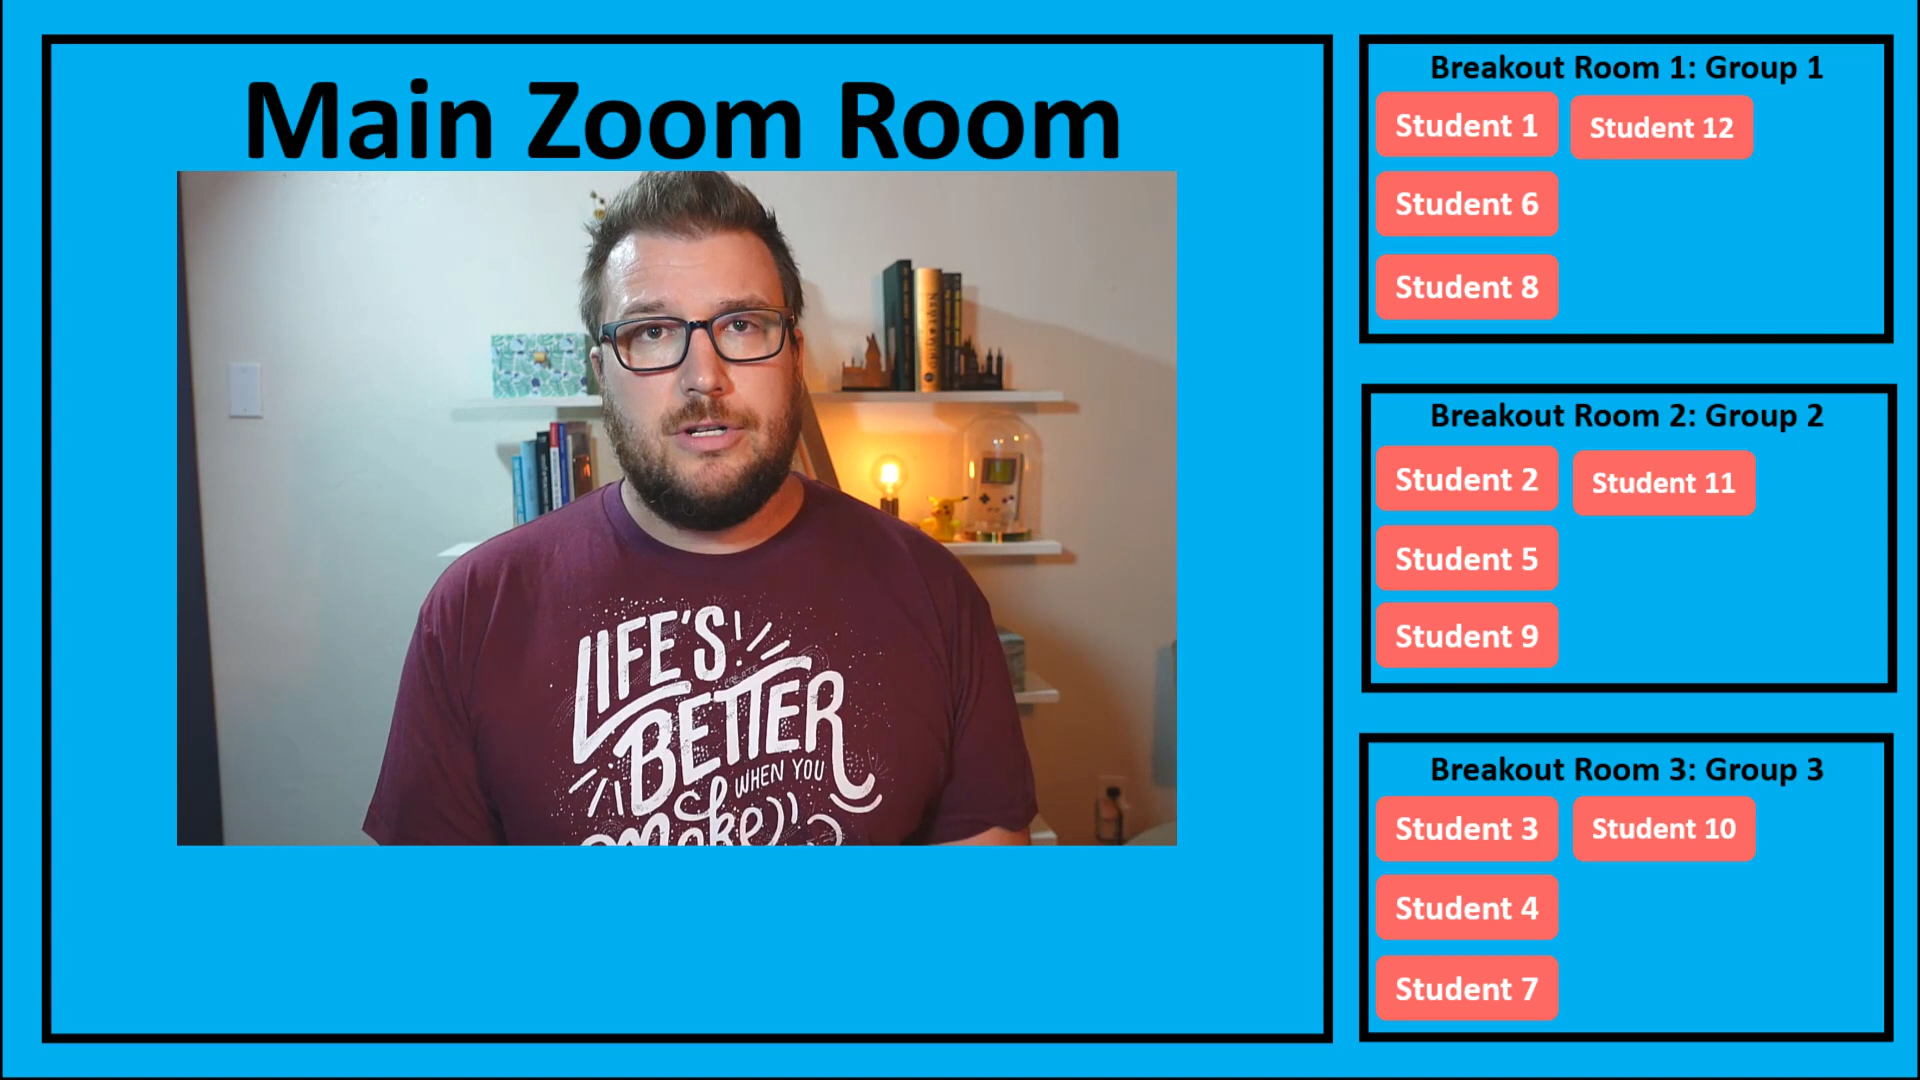 Main Zoom Room
LIFE'S
BETTER
WHEN YOU
make
Breakout Room 1: Group 1
Student 1
Student 12
Student 6
Student 8
Breakout Room 2: Group 2
Student 2
Student 11
Student 5
Student 9
Breakout Room 3: Group 3
Student 3
Student 10
Student 4
Student 7